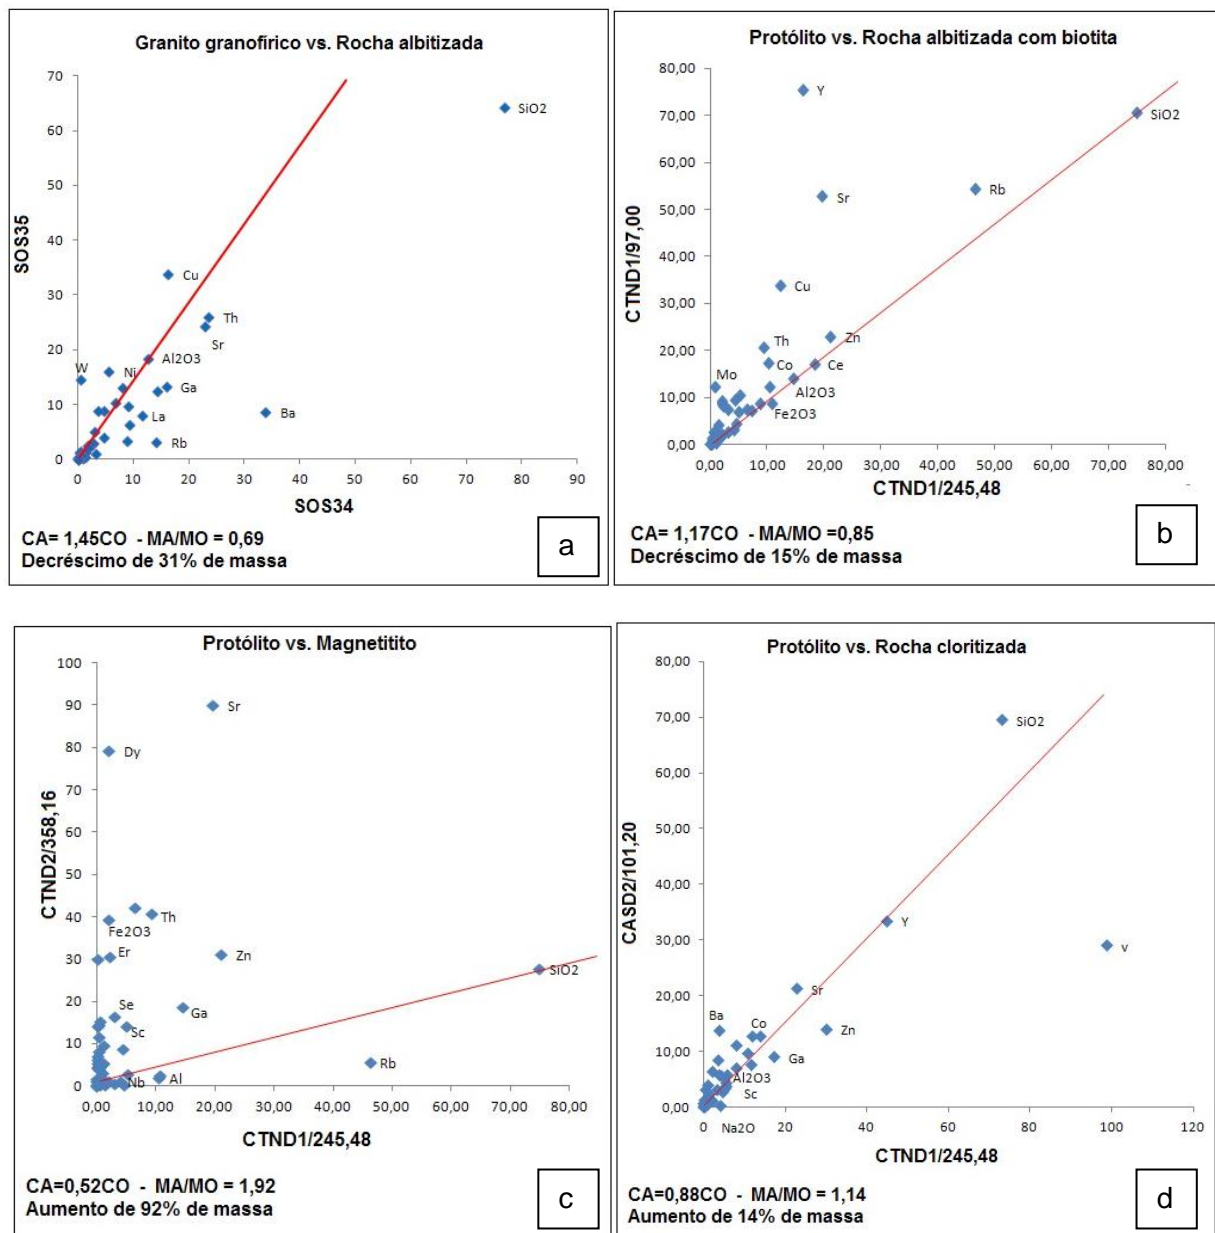 Granito granofírico vs. Rocha albitizada
70
60
50
40
30
20
10
0
SOS35
SiO2
Cu
Th
Sr
Al2O3
W
Ni
Ga
La
Ba
Rb
0 10 20 30 40 50 60 70 80 90
SOS34
CA= 1,45CO - MA/MO = 0,69
Decréscimo de 31% de massa
a
Protólito vs. Rocha albitizada com biotita
80,00
70,00
60,00
50,00
40,00
30,00
20,00
10,00
0,00
CTND1/97,00
Y
SiO2
Rb
Sr
Cu
Th
Zn
Co
Ce
Mo
Al2O3
Fe2O3
0,00 10,00 20,00 30,00 40,00 50,00 60,00 70,00 80,00
CTND1/245,48
CA= 1,17CO - MA/MO =0,85
Decréscimo de 15% de massa
b
Protólito vs. Magnetitito
100
90
80
70
60
50
40
30
20
10
0
CTND2/358,16
Sr
Dy
Th
Fe2O3
Er
Zn
SiO2
Se
Ga
Sc
Rb
Nb
Al
0,00 10,00 20,00 30,00 40,00 50,00 60,00 70,00 80,00
CTND1/245,48
CA=0,52CO - MA/MO = 1,92
Aumento de 92% de massa
c
Protólito vs. Rocha cloritizada
80,00
70,00
60,00
50,00
40,00
30,00
20,00
10,00
0,00
CASD2/101,20
SiO2
Y
v
Sr
Ba
Co
Zn
Ga
Al2O3
Sc
Na2O
0 20 40 60 80 100 120
CTND1/245,48
CA=0,88CO - MA/MO = 1,14
Aumento de 14% de massa
d